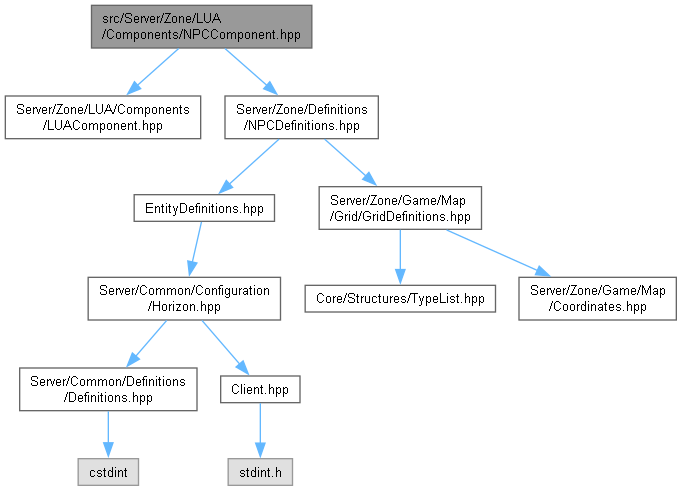 src/Server/Zone/LUA
/Components/NPCComponent.hpp
Server/Zone/LUA/Components
/LUAComponent.hpp
Server/Zone/Definitions
/NPCDefinitions.hpp
EntityDefinitions.hpp
Server/Zone/Game/Map
/Grid/GridDefinitions.hpp
Server/Common/Configuration
/Horizon.hpp
Core/Structures/TypeList.hpp
Server/Zone/Game/Map
/Coordinates.hpp
Server/Common/Definitions
/Definitions.hpp
Client.hpp
cstdint
stdint.h